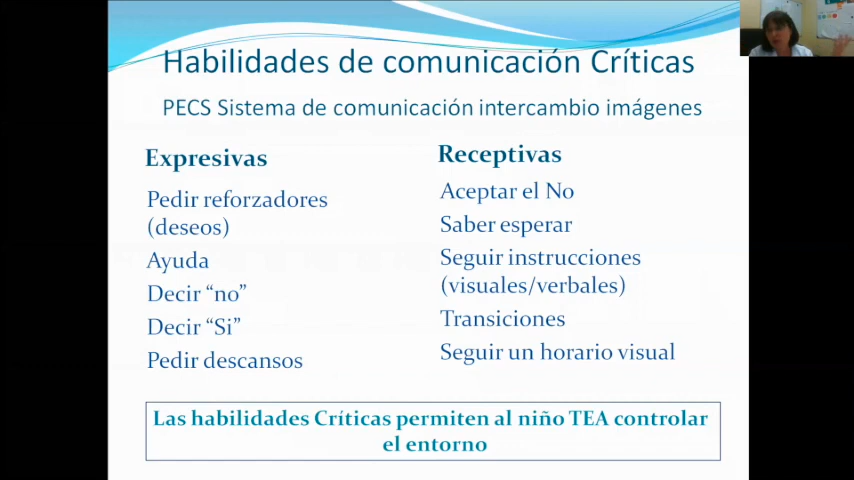 Habilidades de comunicación Críticas
PECS Sistema de comunicación intercambio imágenes
Expresivas
Pedir reforzadores
(deseos)
Ayuda
Decir “no”
Decir “Si”
Pedir descansos
Receptivas
Aceptar el No
Saber esperar
Seguir instrucciones
(visuales/verbales)
Transiciones
Seguir un horario visual
Las habilidades Críticas permiten al niño TEA controlar
el entorno